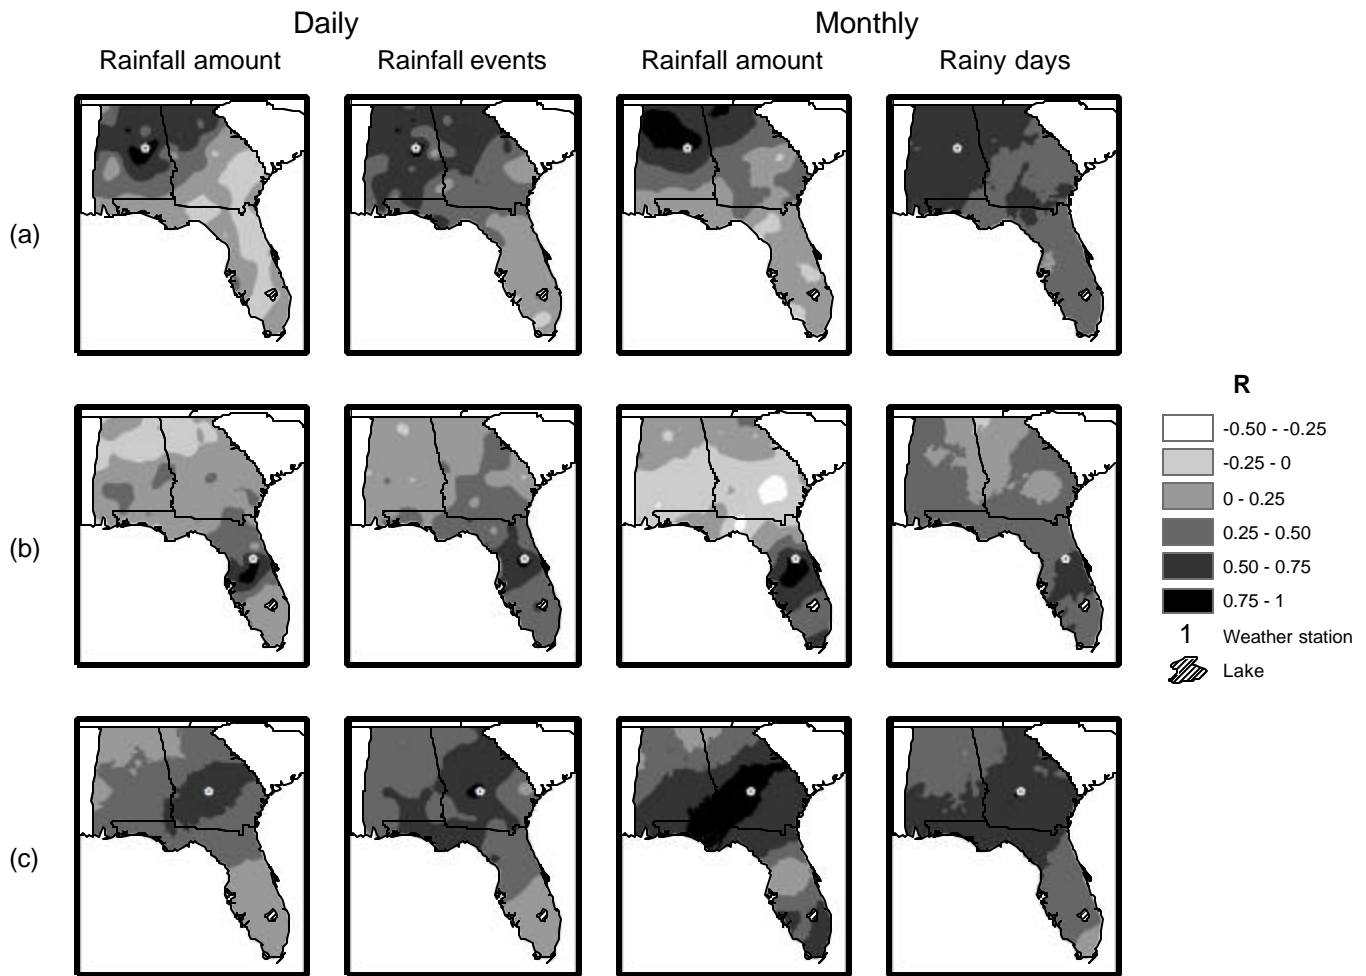 Daily Monthly
Rainfall amount Rainfall events Rainfall amount Rainy days
(a)
(b)
(c)
R
-0.50 - -0.25
-0.25 - 0
0 - 0.25
0.25 - 0.50
0.50 - 0.75
0.75 - 1
1 Weather station
Lake